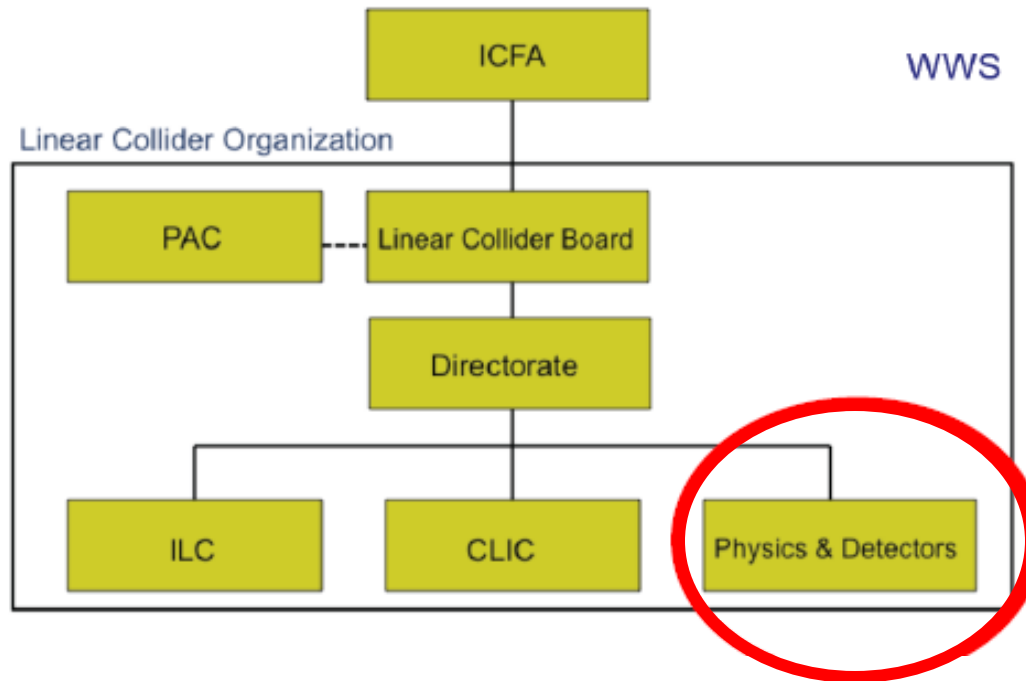 ICFA
WWS
Linear Collider Organization
PAC
Linear Collider Board
Directorate
ILC
CLIC
Physics & Detectors